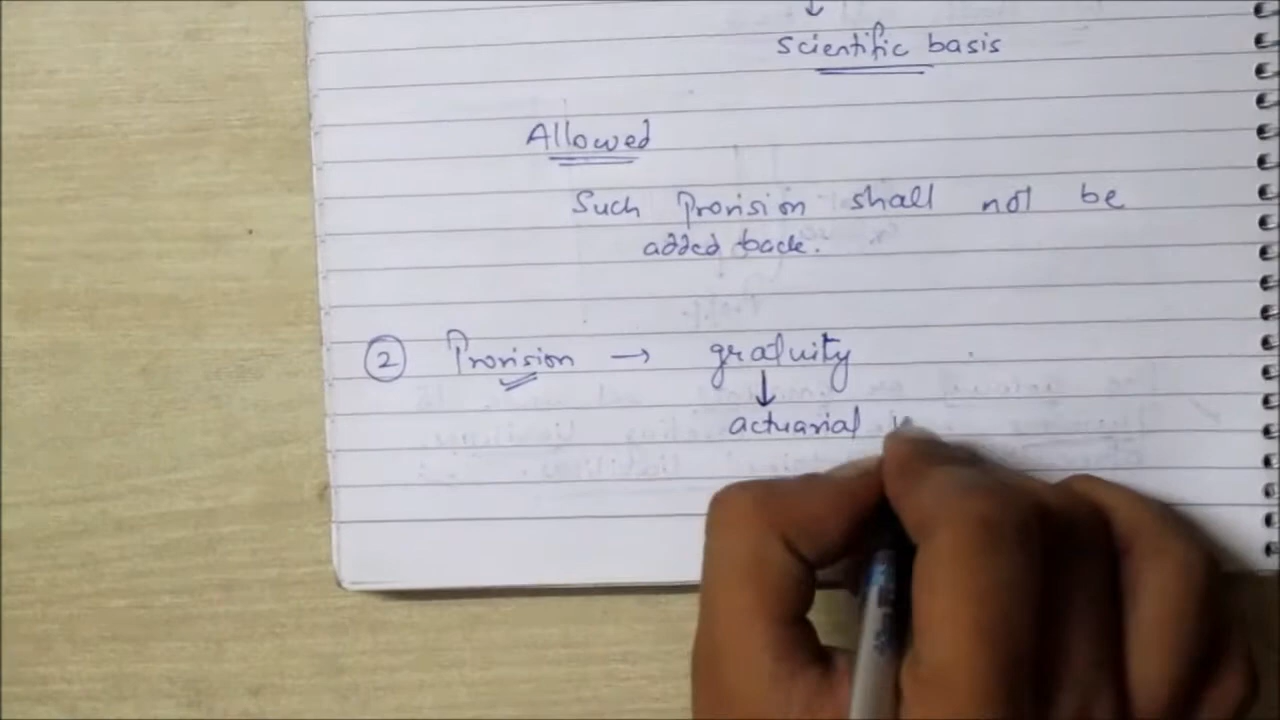 scientific basis
Allowed
Such Provision shall not be
added back.
② Provision → gratuity
actuarial